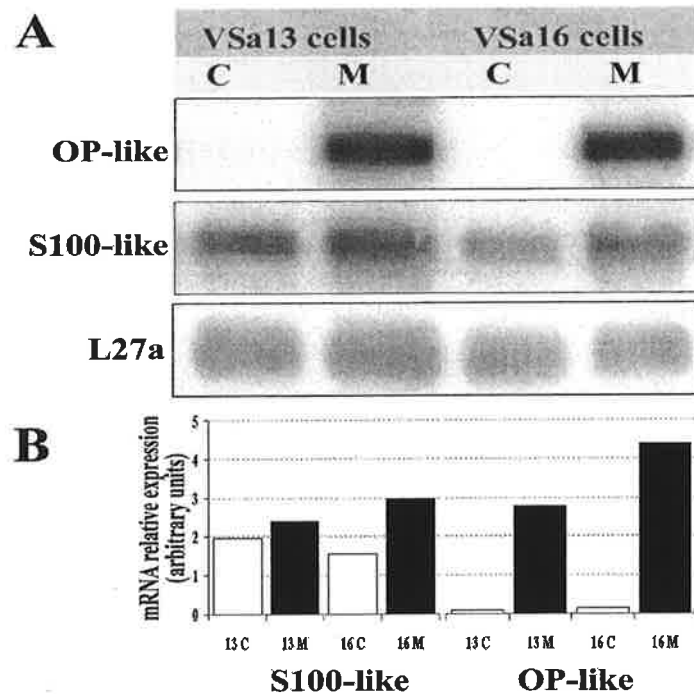 A
VSa13 cells VSa16 cells
C M C M
OP-like
S100-like
L27a
B
mRNA relative expression
(arbitrary units)
5
4
3
2
1
0
13 C 13 M 16 C 16 M 13 C 13 M 16 C 16 M
S100-like OP-like